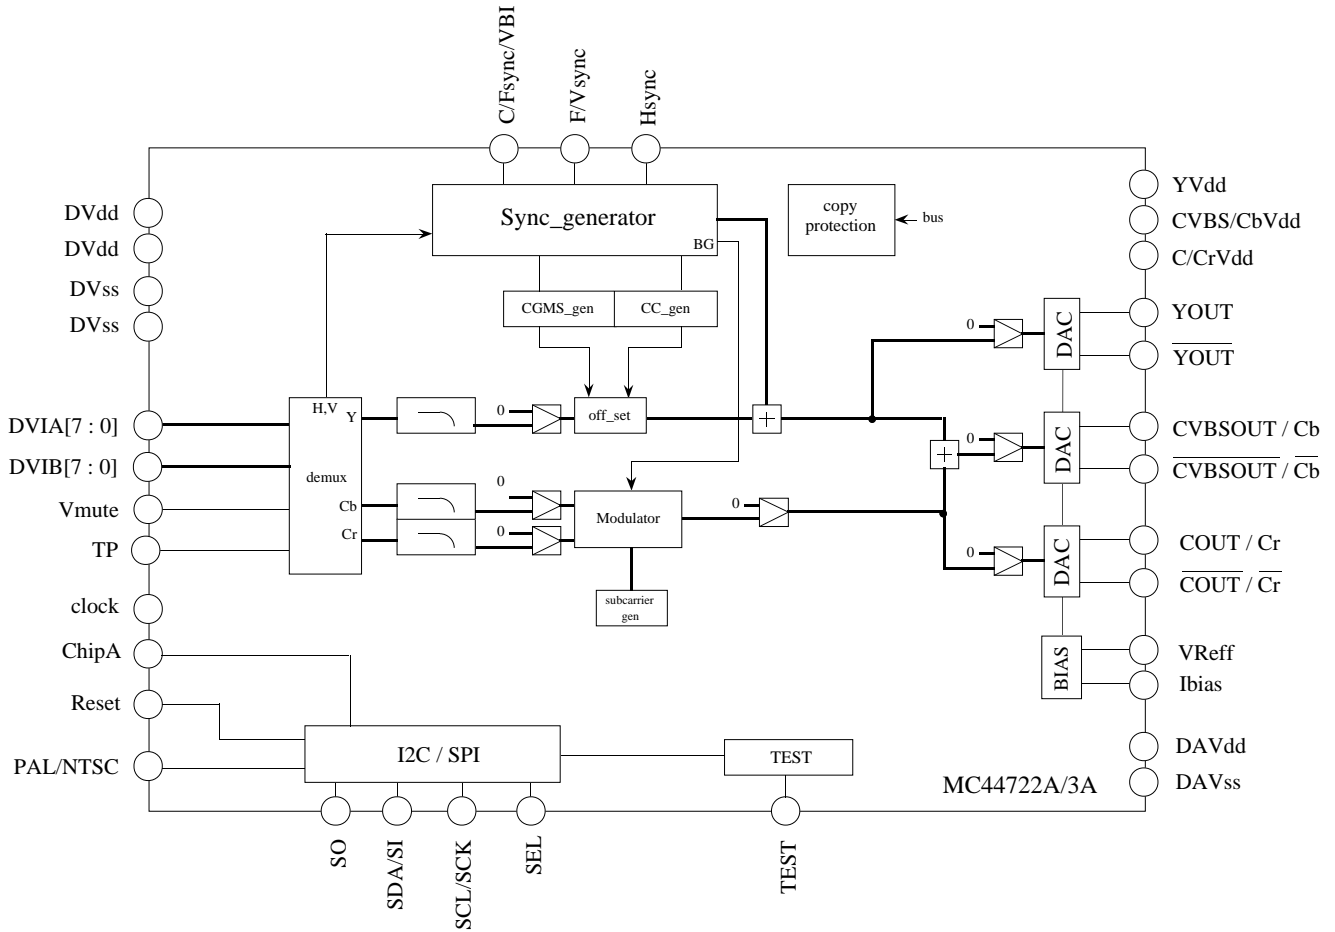 C/Fsync/VBI
F/Vsync
Hsync
DVdd
DVdd
DVss
DVss
DVIA[7 : 0]
DVIB[7 : 0]
Vmute
TP
clock
ChipA
Reset
PAL/NTSC
Sync_generator
BG
copy
protection
bus
CGMS_gen
CC_gen
H,V
Y
demux
Cb
Cr
0
off_set
+
0
0
Modulator
0
subcarrier
gen
+
0
DAC
0
DAC
0
DAC
BIAS
YVdd
CVBS/CbVdd
C/CrVdd
YOUT
YOUT
CVBSOUT / Cb
CVBSOUT / Cb
COUT / Cr
COUT / Cr
VReff
Ibias
DAVdd
DAVss
I2C / SPI
TEST
MC44722A/3A
SO
SDA/SI
SCL/SCK
SEL
TEST